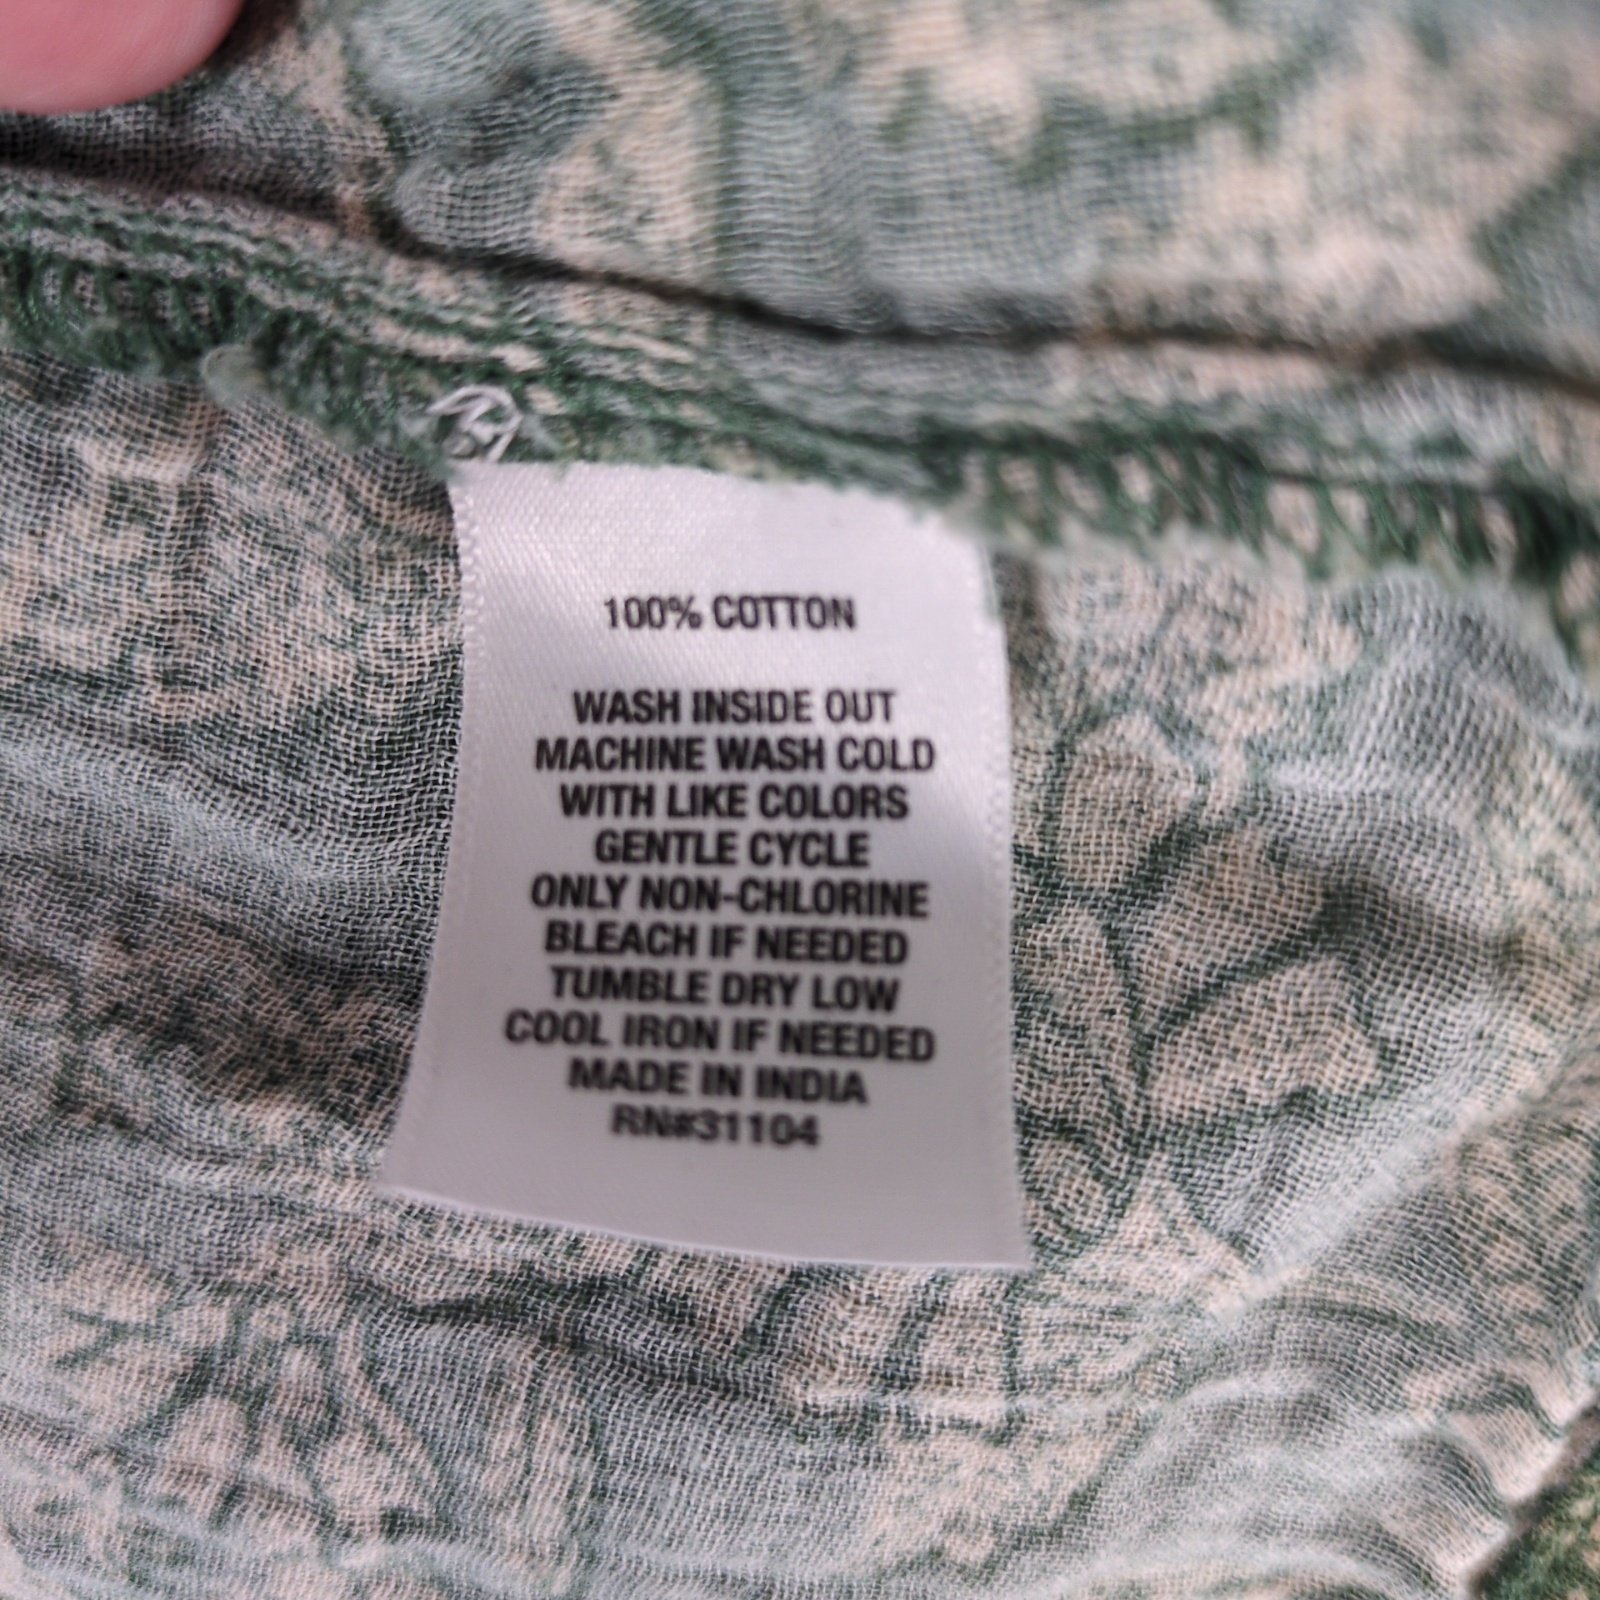 100% COTTON
WASH INSIDE OUT
MACHINE WASH COLD
WITH LIKE COLORS
GENTLE CYCLE
ONLY NON-CHLORINE
BLEACH IF NEEDED
TUMBLE DRY LOW
COOL IRON IF NEEDED
MADE IN INDIA
RN#31104